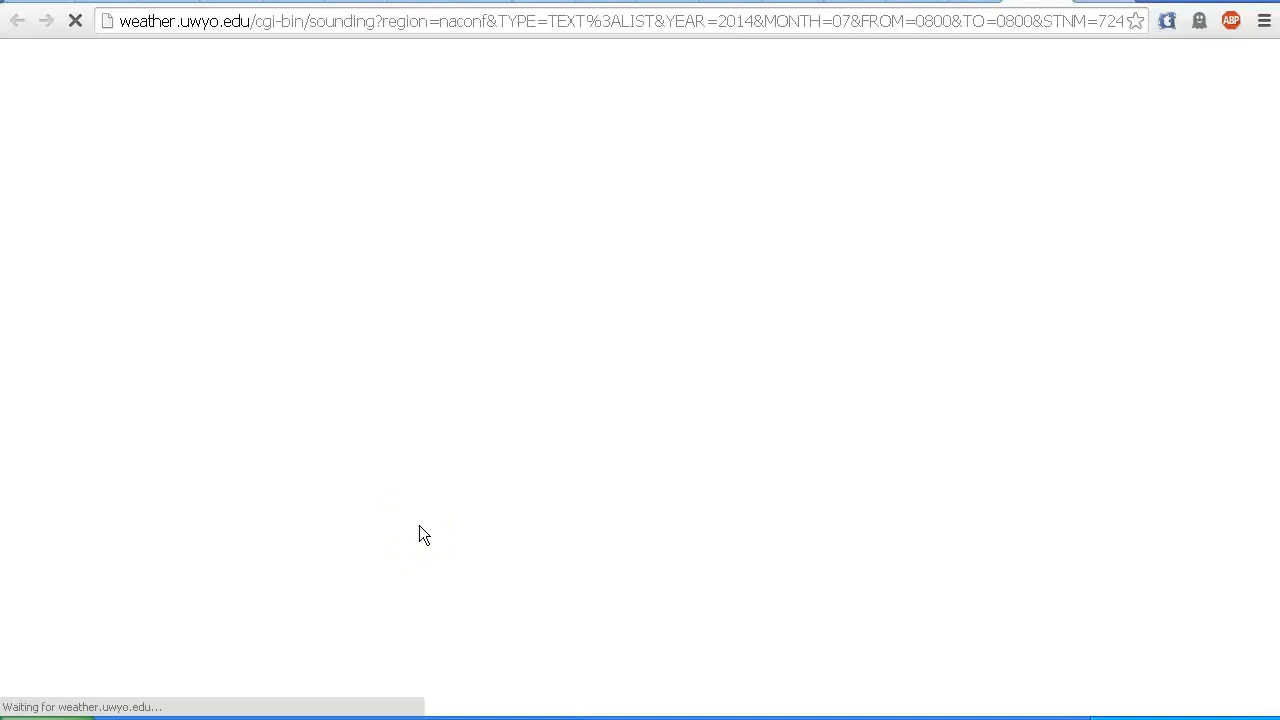 weather.uwyo.edu/cgi-bin/sounding?region=naconf&TYPE=TEXT%3ALIST&YEAR=2014&MONTH=07&FROM=0800&TO=0800&STNM=724
ABP
Waiting for weather.uwyo.edu...